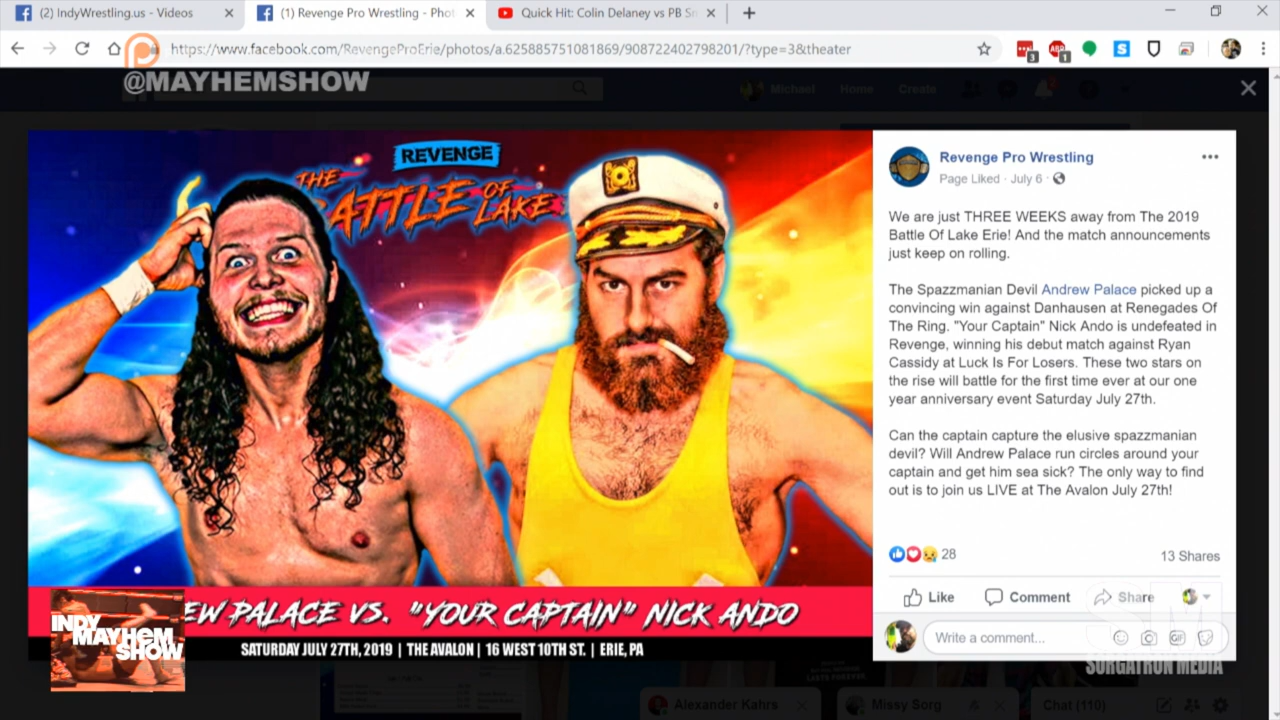 (2) IndyWrestling.us - Videos
(1) Revenge Pro Wrestling - Phot
Quick Hit: Colin Delaney vs PB Sm
https://www.facebook.com/RevengeProErie/photos/a.625885751081869/908722402798201/?type=3&theater
3
ABP
1
S
@MAYHEMSHOW
Michael
Home
Create
REVENGE
THE
BATTLE OF
LAKE
EW PALACE VS. "YOUR CAPTAIN" NICK ANDO
SATURDAY JULY 27TH, 2019 | THE AVALON | 16 WEST 10TH ST. | ERIE, PA
INDY
MAYHEM
SHOW
Revenge Pro Wrestling
Page Liked · July 6 ·
We are just THREE WEEKS away from The 2019
Battle Of Lake Erie! And the match announcements
just keep on rolling.
The Spazzmanian Devil Andrew Palace picked up a
convincing win against Danhausen at Renegades Of
The Ring. "Your Captain" Nick Ando is undefeated in
Revenge, winning his debut match against Ryan
Cassidy at Luck Is For Losers. These two stars on
the rise will battle for the first time ever at our one
year anniversary event Saturday July 27th.
Can the captain capture the elusive spazzmanian
devil? Will Andrew Palace run circles around your
captain and get him sea sick? The only way to find
out is to join us LIVE at The Avalon July 27th!
28
13 Shares
Like
Comment
Share
Write a comment...
GIF
SM
SORGATRON MEDIA
Alexander Kahrs
Missy Sorg
Chat (110)